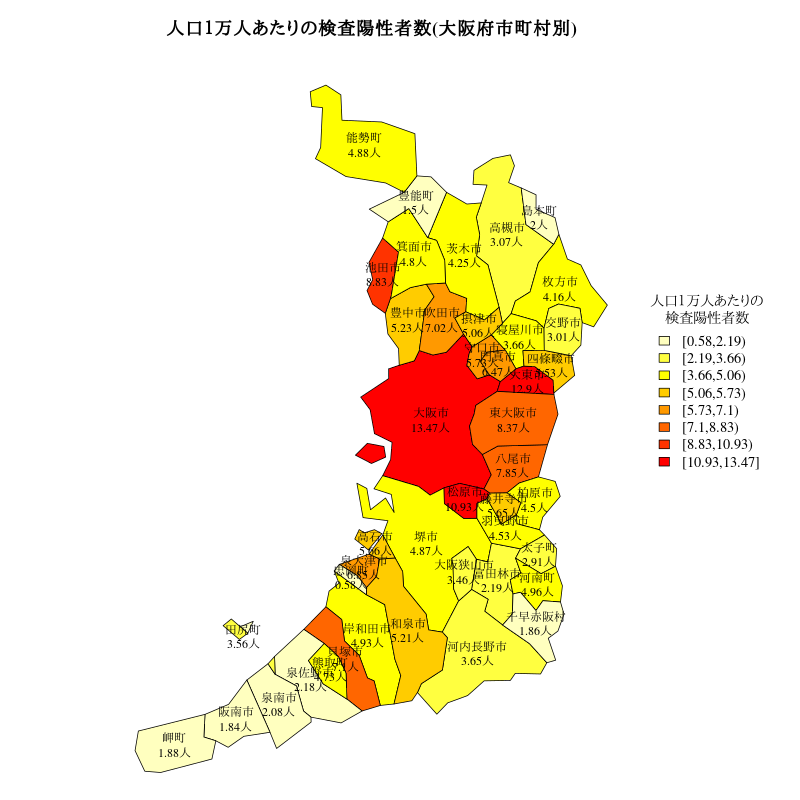 人口1万人あたりの検査陽性者数(大阪府市町村別)
能勢町
4.88人
豊能町
1.5人
島本町
2人
高槻市
3.07人
箕面市
4.8人
茨木市
4.25人
池田市
8.83人
枚方市
4.16人
豊中市
5.23人
吹田市
7.02人
摂津市
5.06人
寝屋川市
3.66人
交野市
3.01人
守口市
5.73人
門真市
6.47人
四條畷市
大東市
12.9人
大阪市
13.47人
東大阪市
8.37人
八尾市
7.85人
松原市
10.93人
藤井寺市
5.65人
柏原市
4.5人
羽曳野市
4.53人
高石市
5.66人
堺市
4.87人
泉大津市
6.85人
忠岡町
0.58人
大阪狭山市
3.46人
富田林市
2.19人
太子町
2.91人
河南町
4.96人
千早赤阪村
1.86人
田尻町
3.56人
岸和田市
4.93人
和泉市
5.21人
河内長野市
3.65人
貝塚市
7.1人
熊取町
4.73人
泉佐野市
2.18人
泉南市
2.08人
阪南市
1.84人
岬町
1.88人
人口1万人あたりの
検査陽性者数
[0.58,2.19)
[2.19,3.66)
[3.66,5.06)
[5.06,5.73)
[5.73,7.1)
[7.1,8.83)
[8.83,10.93)
[10.93,13.47]